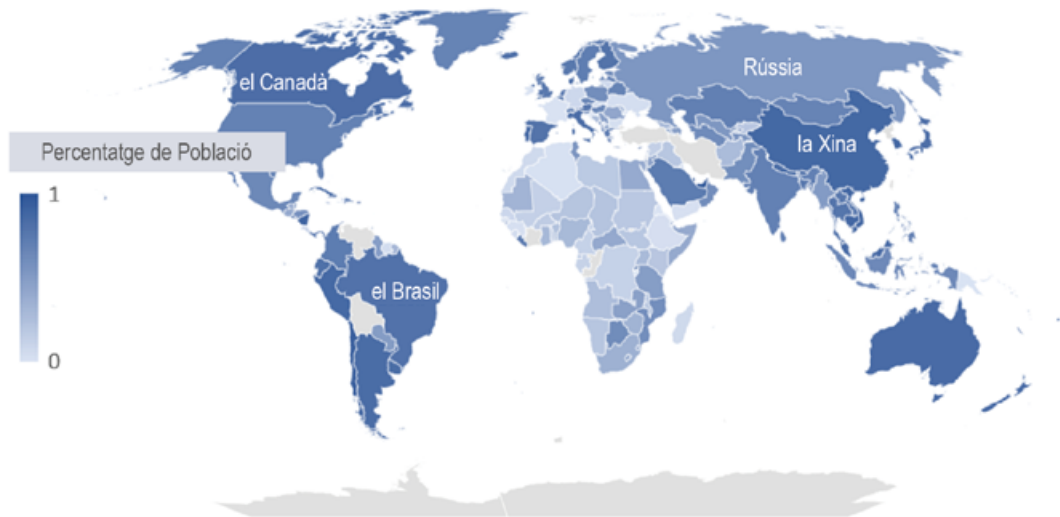 el Canadà
Rússia
Percentatge de Població
la Xina
1
el Brasil
0